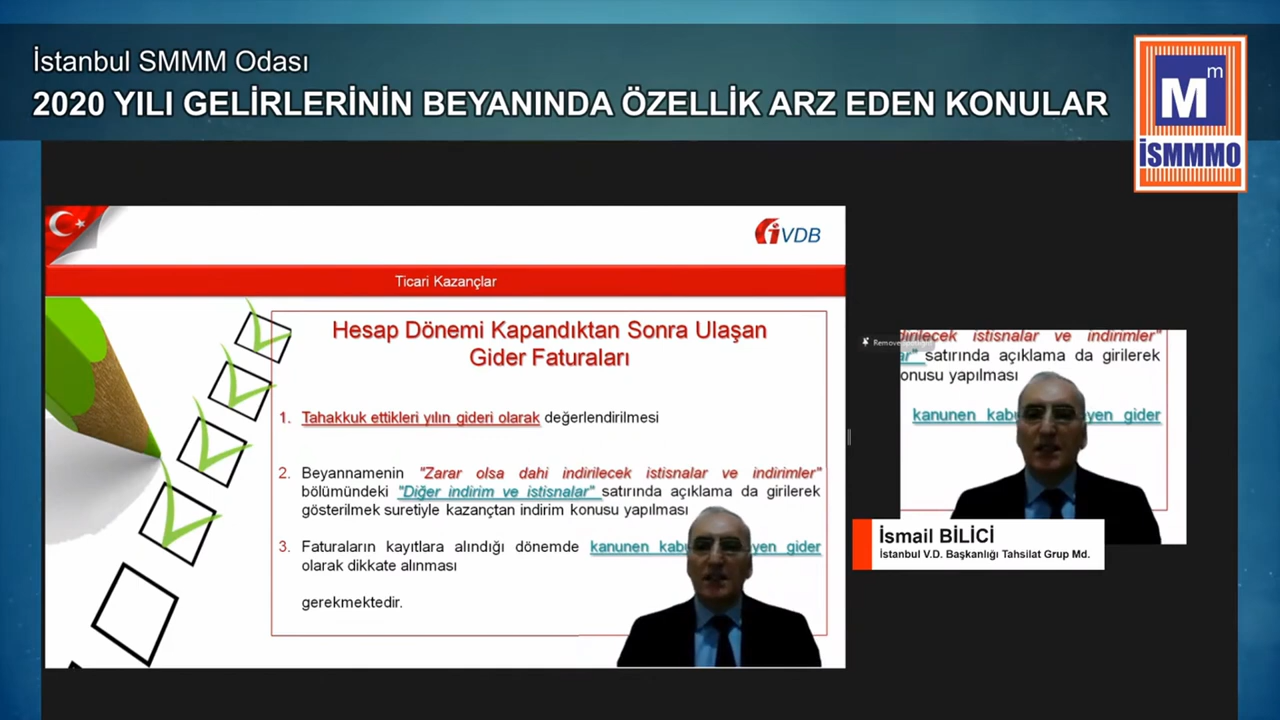 İstanbul SMMM Odası
2020 YILI GELİRLERİNİN BEYANINDA ÖZELLİK ARZ EDEN KONULAR
Mm
İSMMMO
iVDB
Ticari Kazançlar
Hesap Dönemi Kapandıktan Sonra Ulaşan
Gider Faturaları
1. Tahakkuk ettikleri yılın gideri olarak değerlendirilmesi
2. Beyannamenin "Zarar olsa dahi indirilecek istisnalar ve indirimler"
bölümündeki "Diğer indirim ve istisnalar" satırında açıklama da girilerek
gösterilmek suretiyle kazançtan indirim konusu yapılması
3. Faturaların kayıtlara alındığı dönemde kanunen gider
olarak dikkate alınması
gerekmektedir.
istisnalar ve indirimler"
satırında açıklama da girilerek
yapılması
kanunen gider
İsmail BİLİCİ
İstanbul V.D. Başkanlığı Tahsilat Grup Md.